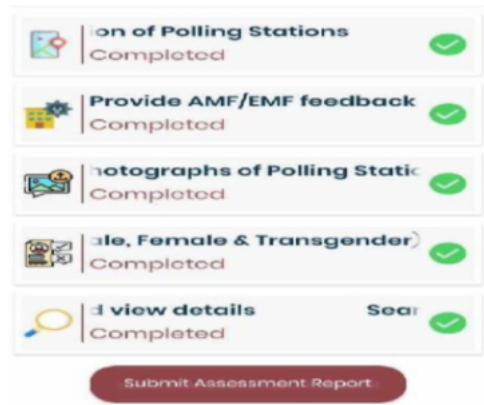 ion of Polling Stations
Completed
Provide AMF/EMF feedback
Completed
hotographs of Polling Static
Completed
ale, Female & Transgender)
Completed
d view details Sear
Completed
Submit Assessment Report